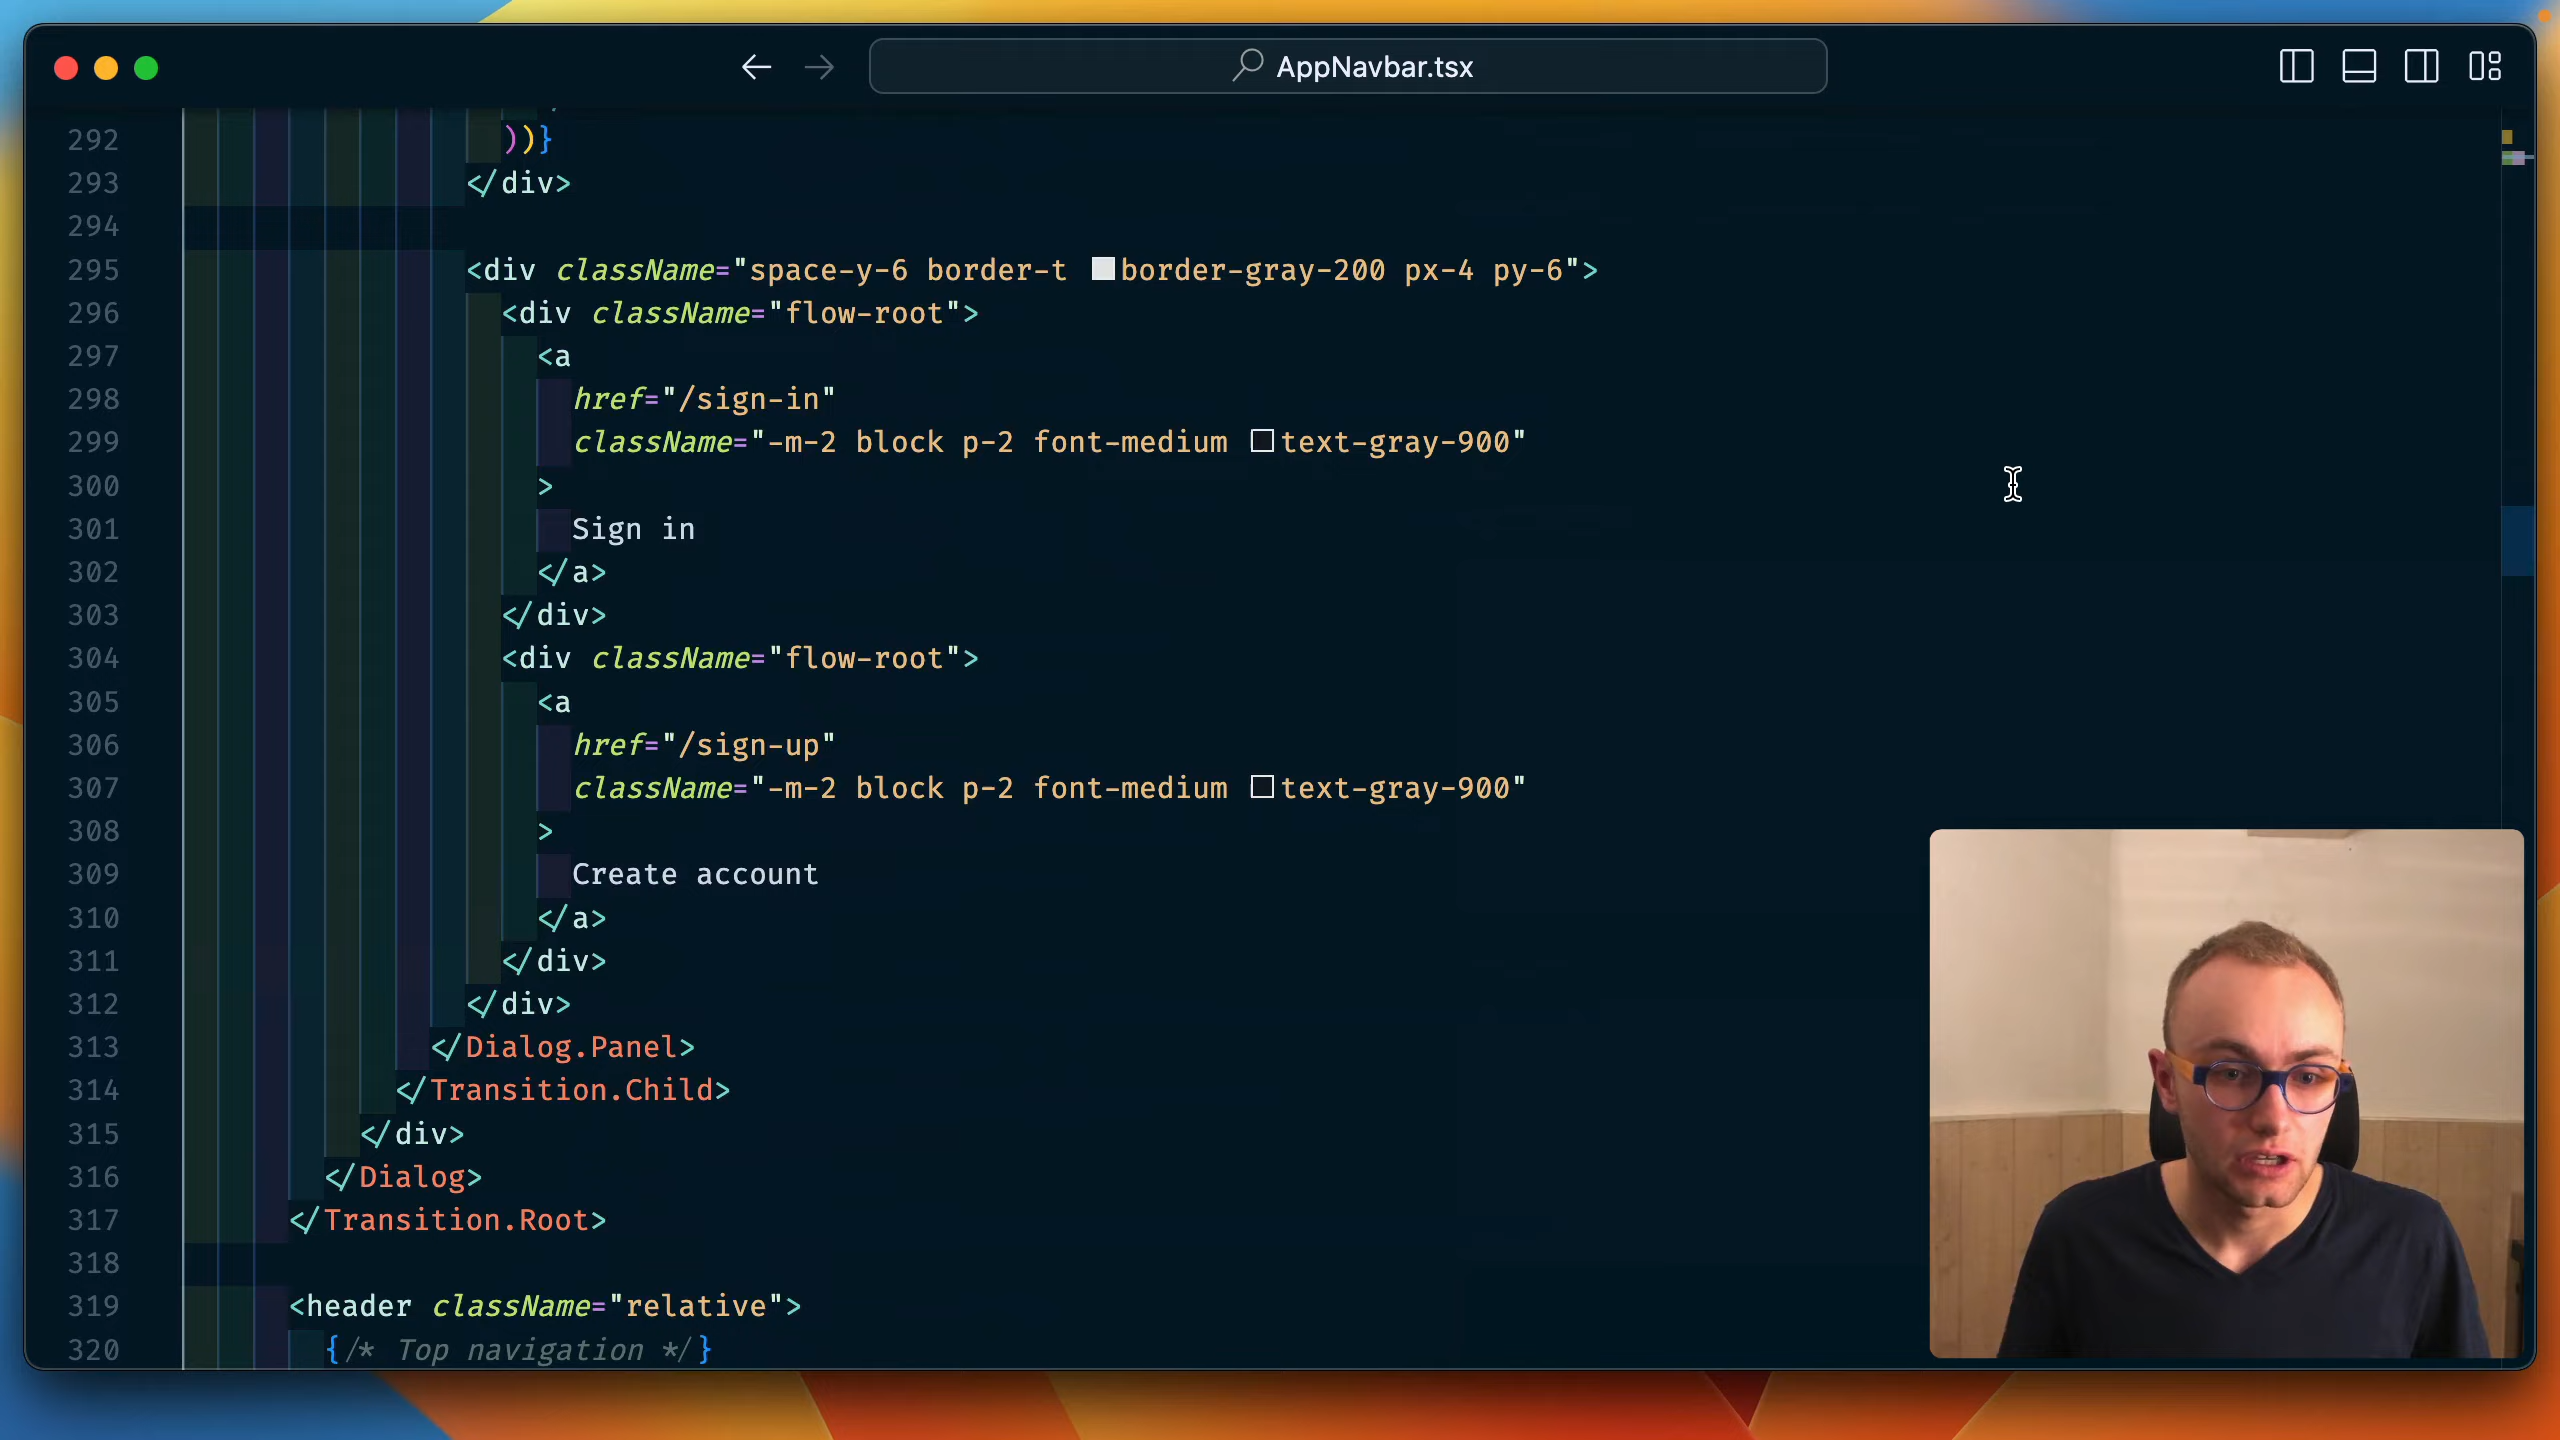 AppNavbar.tsx
292 ))}
293 </div>
294
295 <div className="space-y-6 border-t border-gray-200 px-4 py-6">
296 <div className="flow-root">
297 <a
298 href="/sign-in"
299 className="-m-2 block p-2 font-medium text-gray-900"
300 >
301 Sign in
302 </a>
303 </div>
304 <div className="flow-root">
305 <a
306 href="/sign-up"
307 className="-m-2 block p-2 font-medium text-gray-900"
308 >
309 Create account
310 </a>
311 </div>
312 </div>
313 </Dialog.Panel>
314 </Transition.Child>
315 </div>
316 </Dialog>
317 </Transition.Root>
318
319 <header className="relative">
320 {/* Top navigation */}